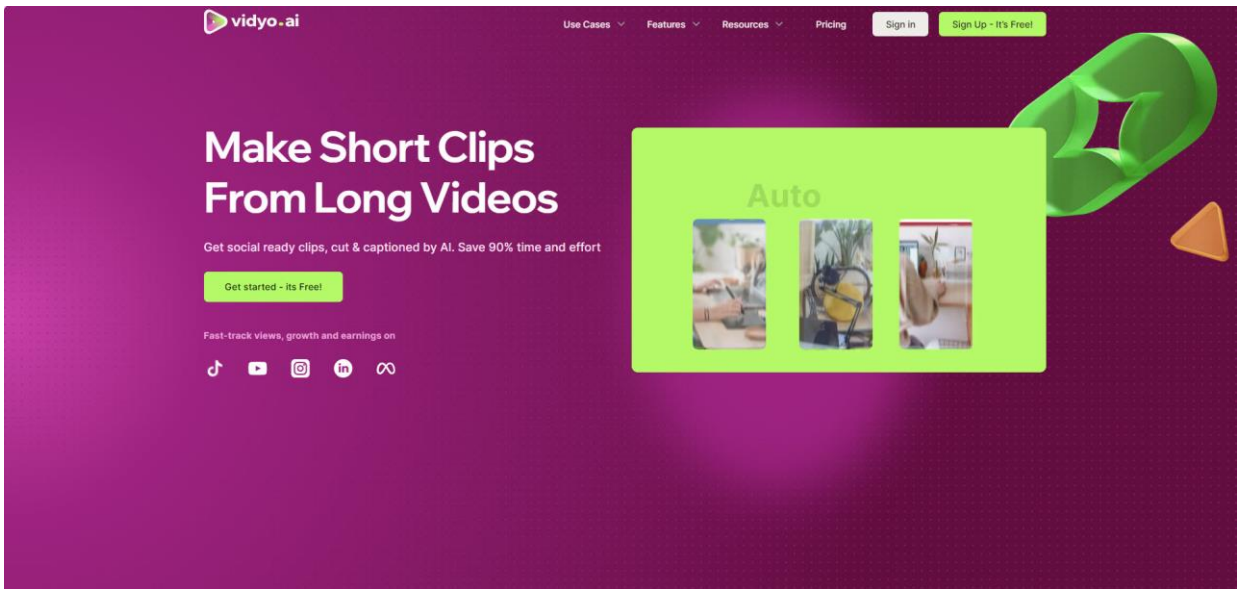 vidyo.ai
Use Cases Features Resources Pricing Sign in Sign Up - It's Free!
Make Short Clips
From Long Videos
Auto
Get social ready clips, cut & captioned by AI. Save 90% time and effort
Get started - its Free!
Fast-track views, growth and earnings on
in